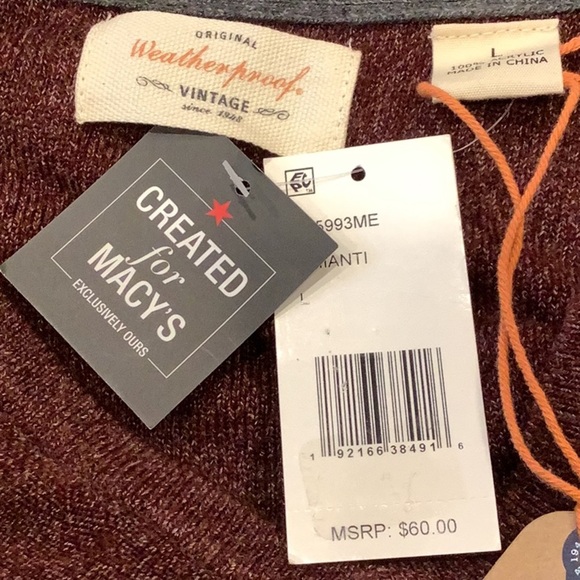 ORIGINAL
Weatherproof®
VINTAGE
since 1948
L
100% ACRYLIC
MADE IN CHINA
CREATED
for
MACY'S
EXCLUSIVELY OURS
5993ME
IANTI
L
1 92166 38491 6
MSRP: $60.00